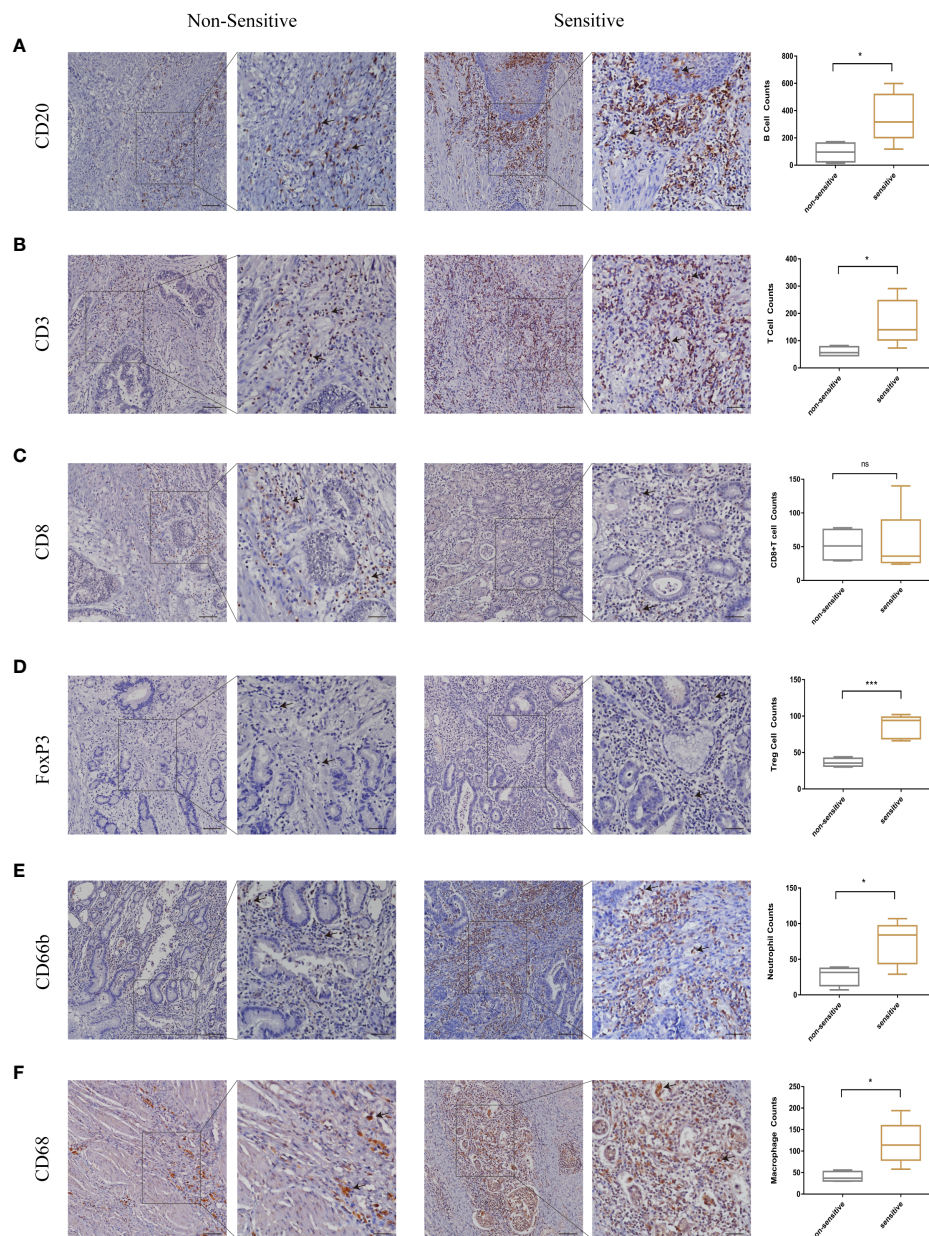 Non-Sensitive Sensitive
A
CD20
B Cell Counts
800
600
400
200
0
*
non-sensitive
sensitive
B
CD3
T Cell Counts
400
300
200
100
0
*
non-sensitive
sensitive
C
CD8
CD8+T cell Counts
150
100
50
0
ns
non-sensitive
sensitive
D
FoxP3
Treg Cell Counts
150
100
50
0
***
non-sensitive
sensitive
E
CD66b
Neutrophil Counts
150
100
50
0
*
non-sensitive
sensitive
F
CD68
Macrophage Counts
250
200
150
100
50
0
*
non-sensitive
sensitive